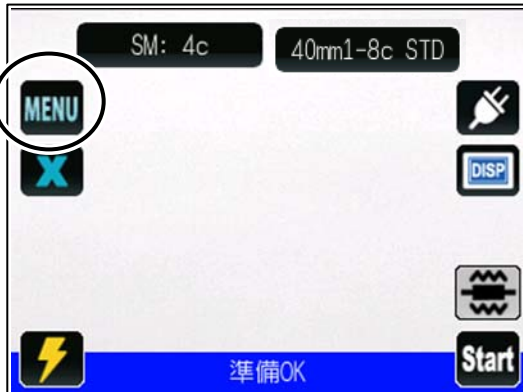 SM: 4c
40mm1-8c STD
MENU
X
DISP
Start
準備OK